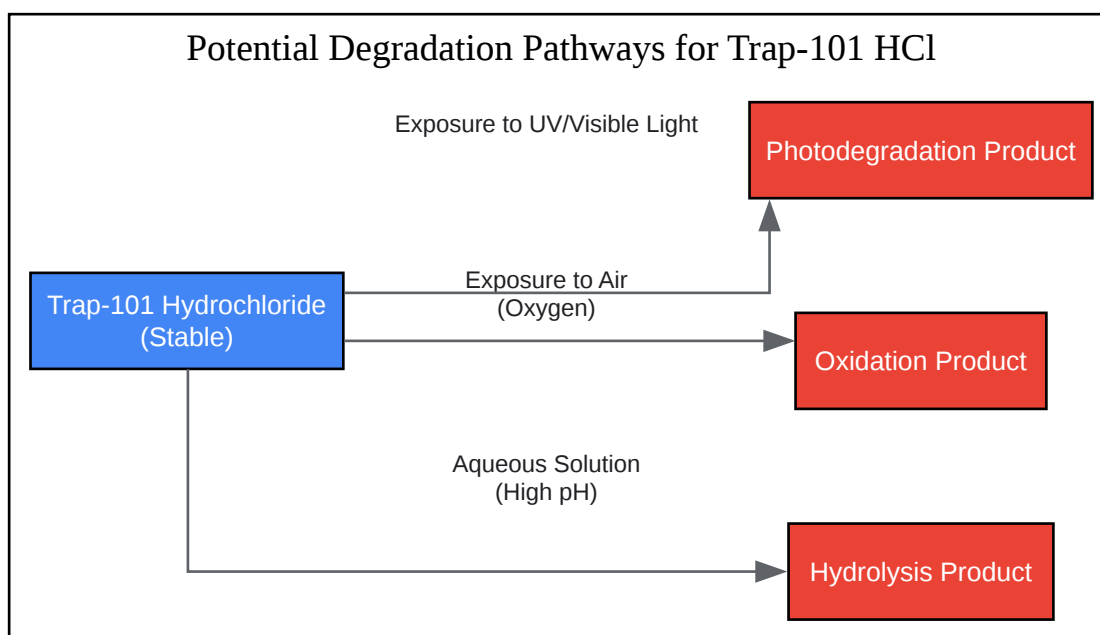 Potential Degradation Pathways for Trap-101 HCl
Exposure to UV/Visible Light
Photodegradation Product
Trap-101 Hydrochloride
(Stable)
Exposure to Air
(Oxygen)
Oxidation Product
Aqueous Solution
(High pH)
Hydrolysis Product